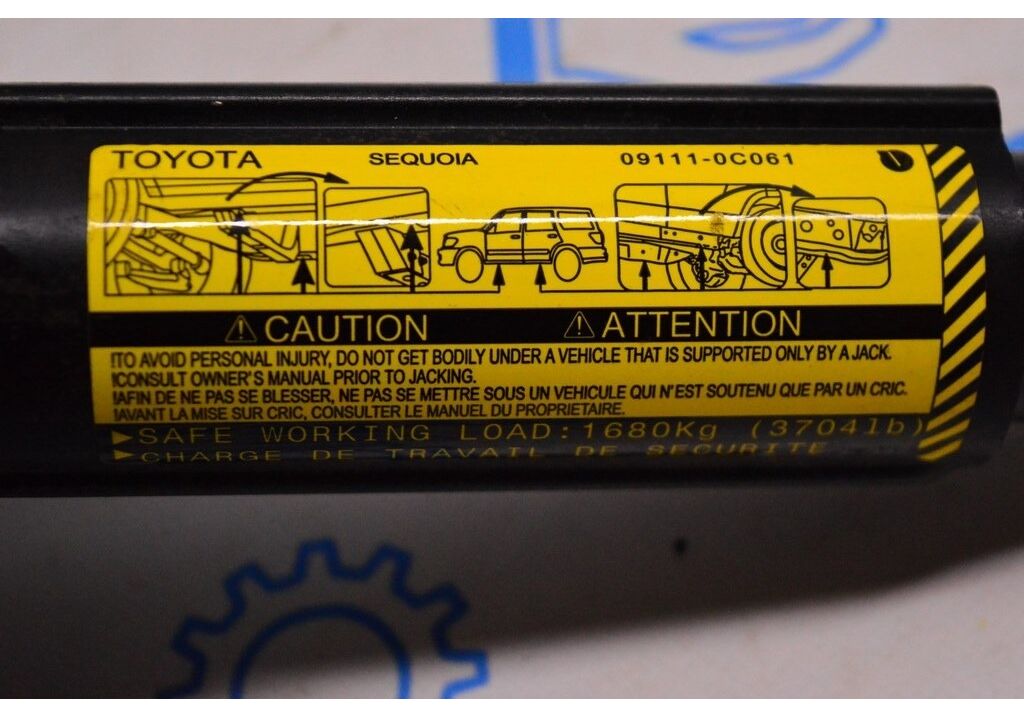 TOYOTA SEQUOIA 09111-0C061
CAUTION ATTENTION
!TO AVOID PERSONAL INJURY, DO NOT GET BODILY UNDER A VEHICLE THAT IS SUPPORTED ONLY BY A JACK.
!CONSULT OWNER'S MANUAL PRIOR TO JACKING.
!AFIN DE NE PAS SE BLESSER, NE PAS SE METTRE SOUS UN VEHICULE QUI N'EST SOUTENU QUE PAR UN CRIC.
!AVANT LA MISE SUR CRIC, CONSULTER LE MANUEL DU PROPRIETAIRE.
▶SAFE WORKING LOAD:1680Kg (3704lb)
▶CHARGE DE TRAVAIL DE SECURITE